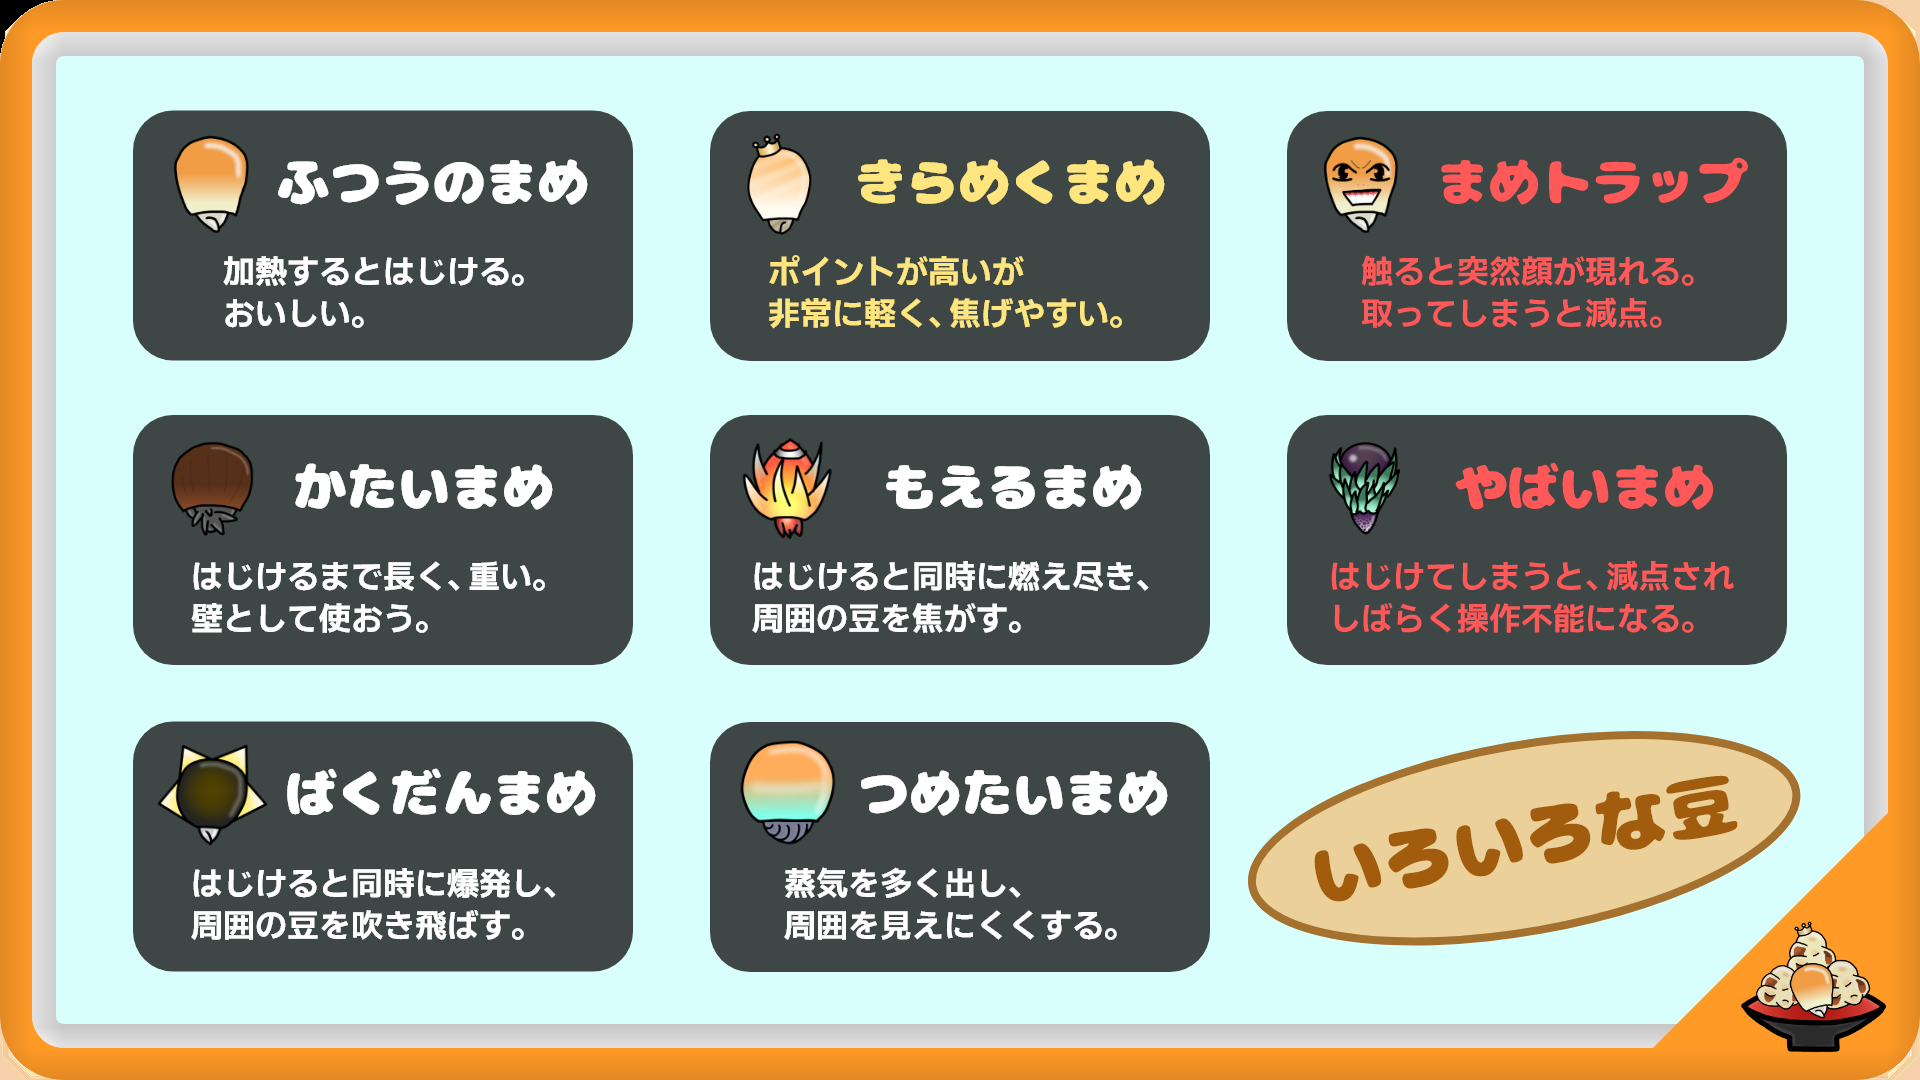 ふつうのまめ
加熱するとはじける。
おいしい。
きらめくまめ
ポイントが高いが
非常に軽く、焦げやすい。
まめトラップ
触ると突然顔が現れる。
取ってしまうと減点。
かたいまめ
はじけるまで長く、重い。
壁として使おう。
もえるまめ
はじけると同時に燃え尽き、
周囲の豆を焦がす。
やばいまめ
はじけてしまうと、減点され
しばらく操作不能になる。
ばくだんまめ
はじけると同時に爆発し、
周囲の豆を吹き飛ばす。
つめたいまめ
蒸気を多く出し、
周囲を見えにくくする。
いろいろな豆